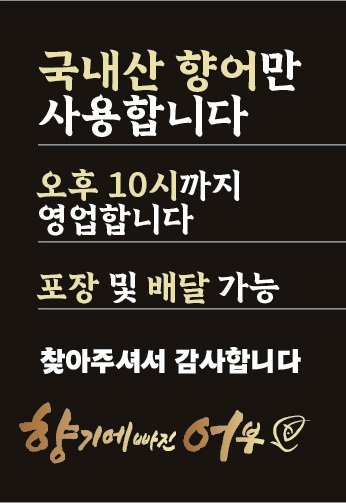 국내산 향어만
사용합니다
오후 10시까지
영업합니다
포장 및 배달 가능
찾아주셔서 감사합니다
향기에 빠진 어부